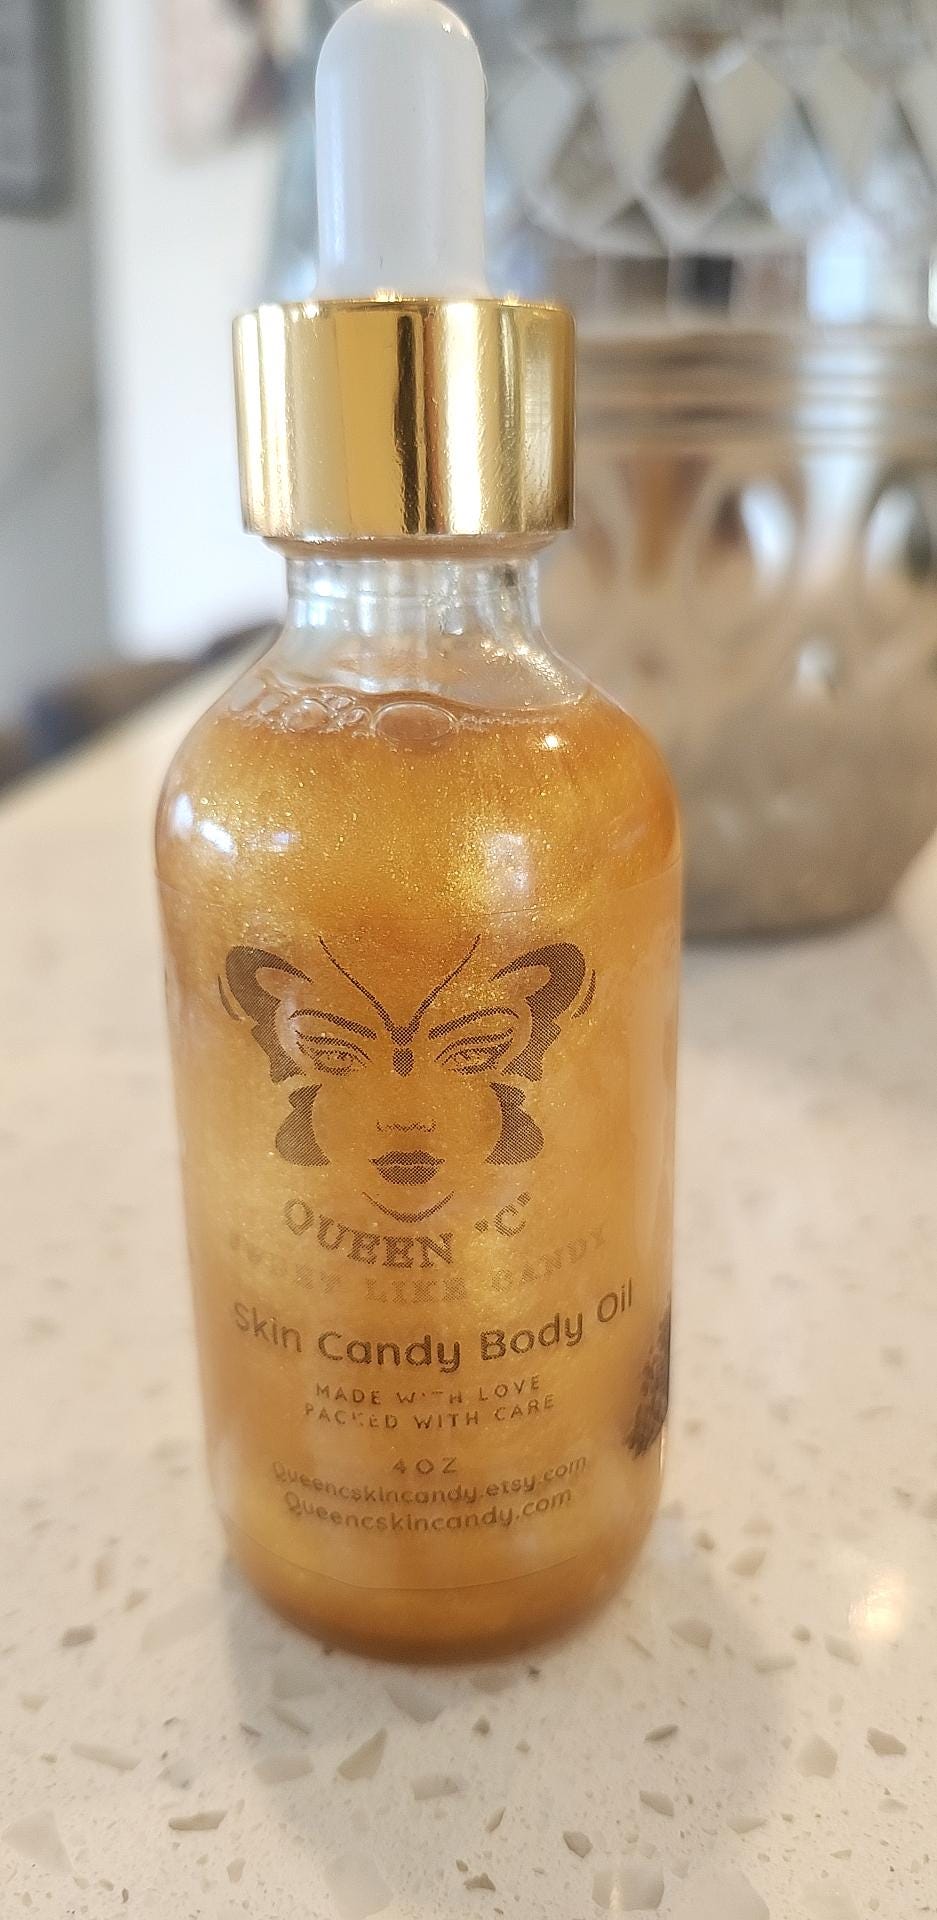 QUEEN "C"
SWEET LIKE CANDY
Skin Candy Body Oil
MADE WITH LOVE
PACKED WITH CARE
4OZ
Queencskincandy.etsy.com
Queencskincandy.com